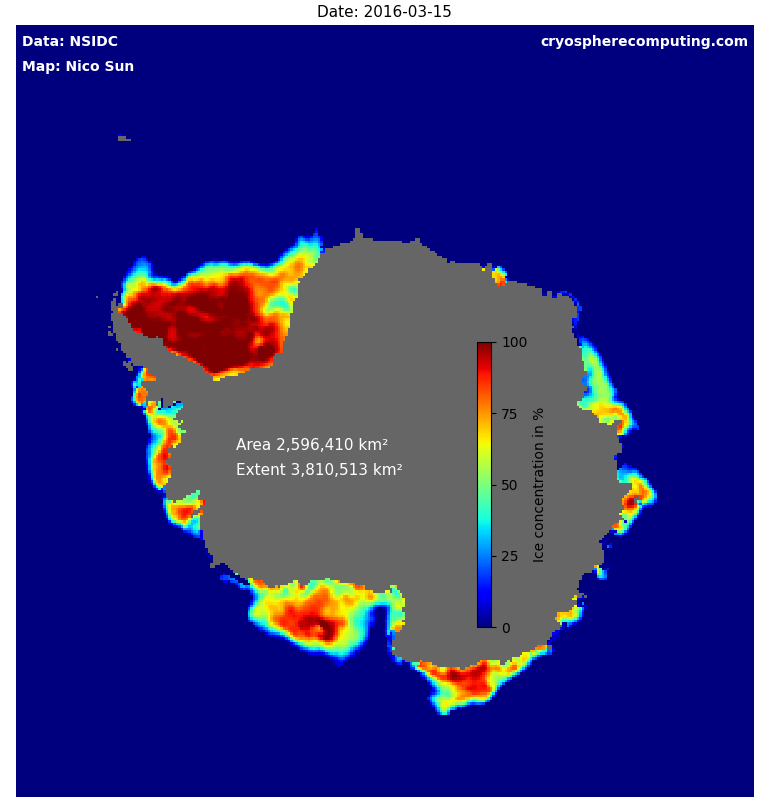 Date: 2016-03-15
Data: NSIDC
cryospherecomputing.com
Map: Nico Sun
Area 2,596,410 km²
Extent 3,810,513 km²
100
75
50
25
0
Ice concentration in %